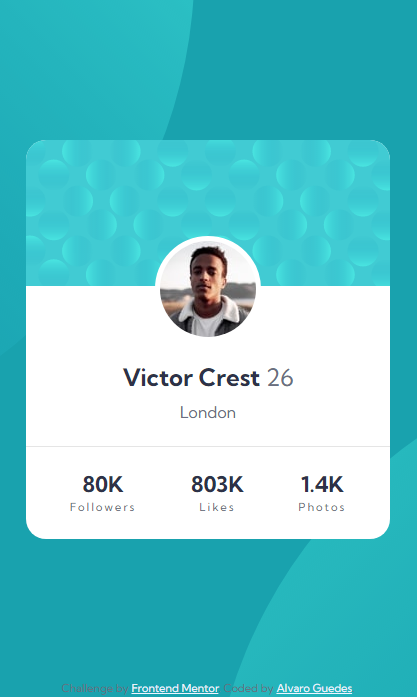 Victor Crest 26
London
80K 803K 1.4K
Followers Likes Photos
Challenge by Frontend Mentor. Coded by Alvaro Guedes